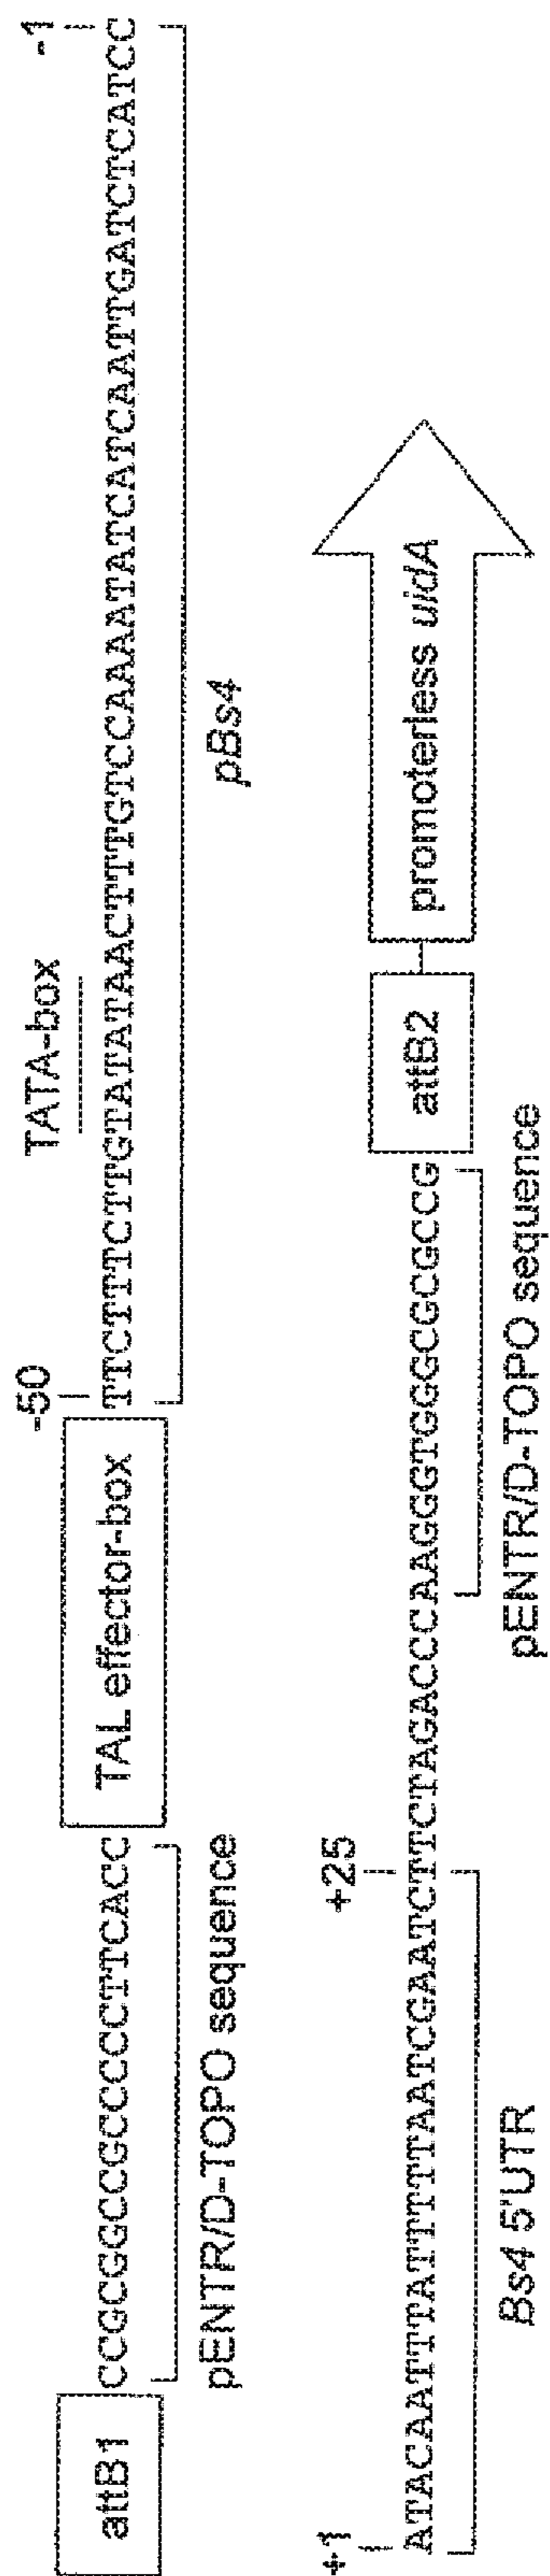 -50 TATA-box -1
attB1 CCGCGGCCGCCCCCTTCACC TAL effector-box TTCTTTCTTGTATATAACTTTGTCCAAAATATCATCAATTGATCTCATCC
pENTR/D-TOPO sequence pBs4
+1 +25
ATACAATTTATTTTTAATCGAATCTTCTAGACCCAAGGGTGGGCGCGCCG attB2 promoterless uidA
Bs4 5'UTR pENTR/D-TOPO sequence